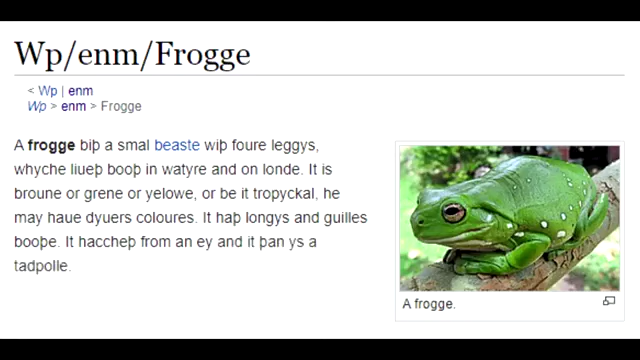 Wp/enm/Frogge
< Wp | enm
Wp > enm > Frogge
A frogge biþ a smal beaste wiþ foure leggys,
whyche liueþ booþ in watyre and on londe. It is
broune or grene or yelowe, or be it tropyckal, he
may haue dyuers coloures. It haþ longys and guilles
booþe. It haccheþ from an ey and it þan ys a
tadpolle.
A frogge.